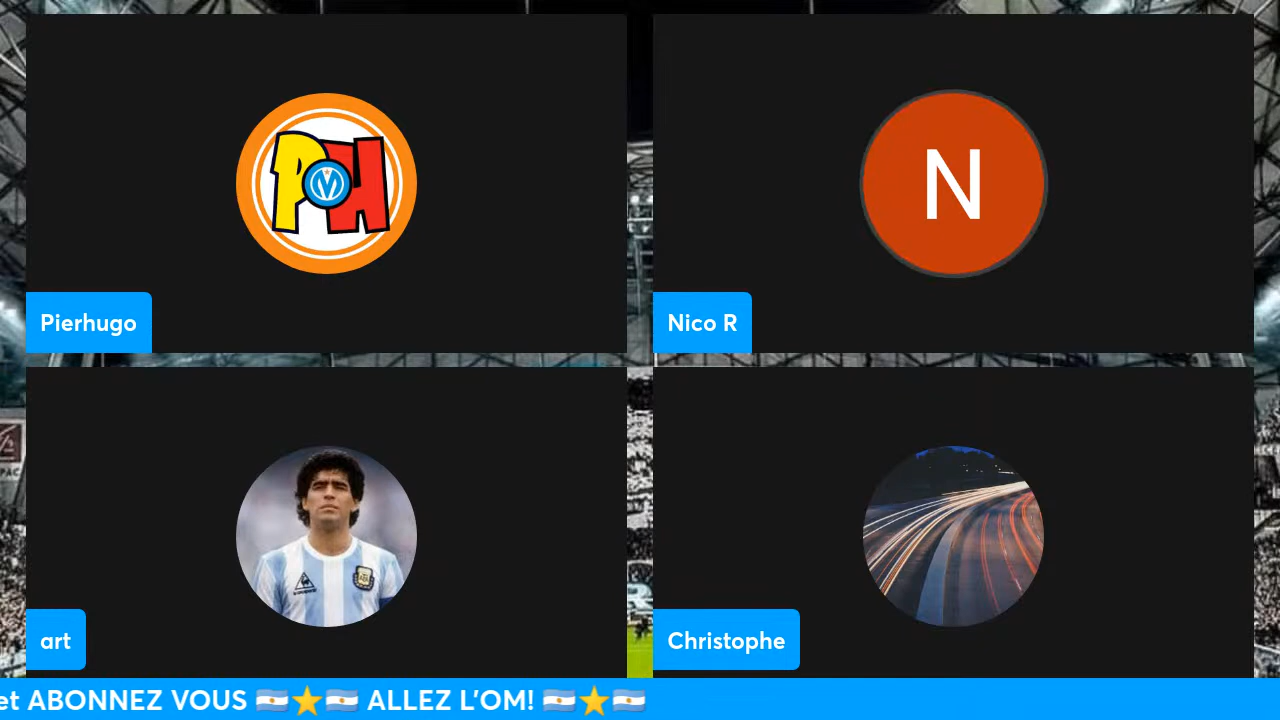 PH
M
N
Pierhugo
Nico R
art
Christophe
et ABONNEZ VOUS 🇦🇷⭐🇦🇷 ALLEZ L'OM! 🇦🇷⭐🇦🇷